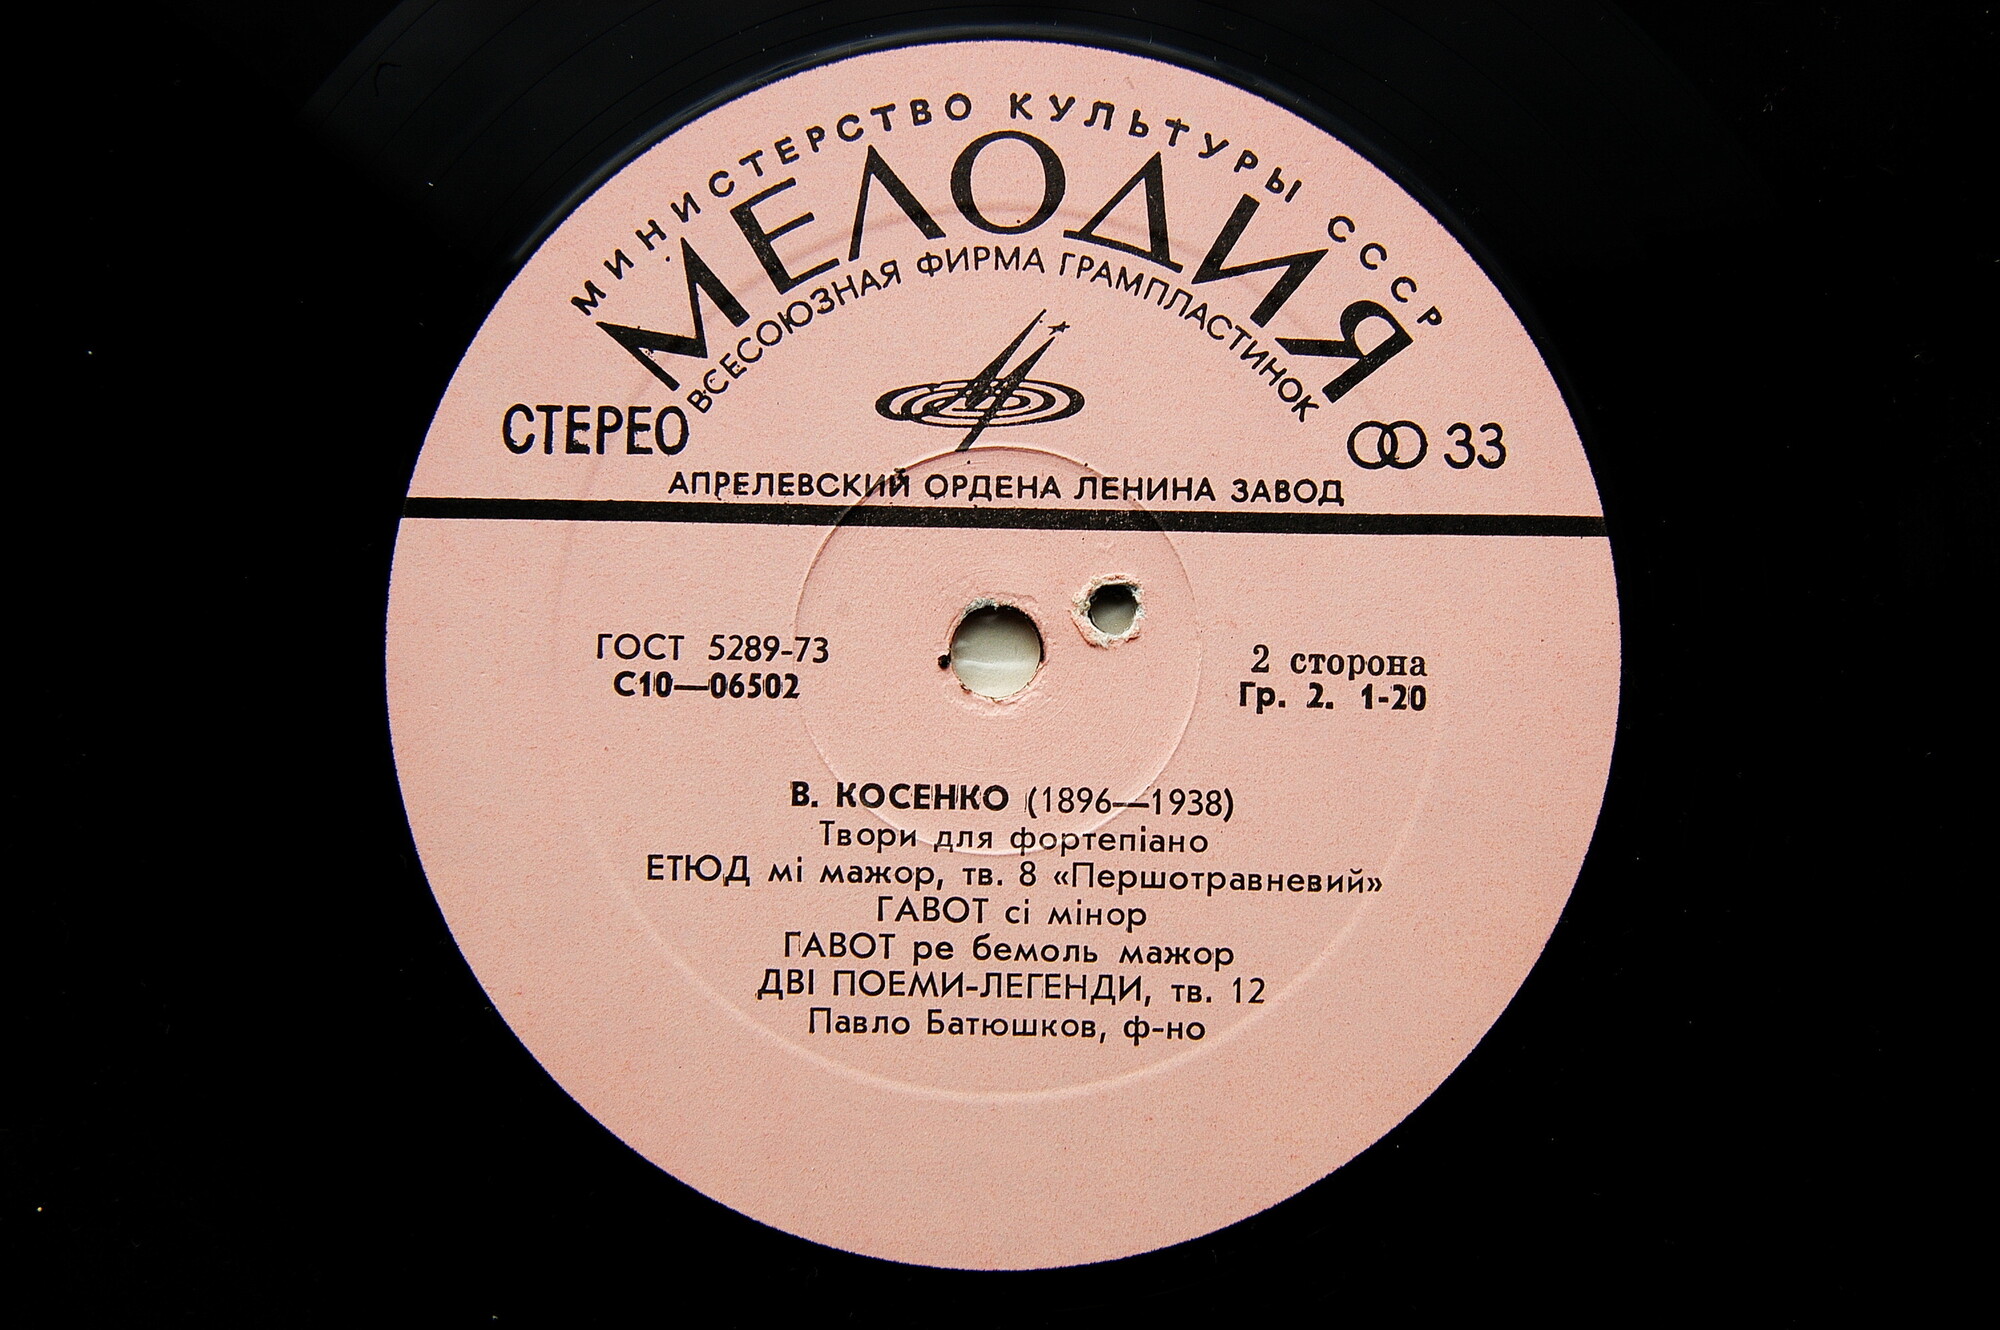 МИНИСТЕРСТВО КУЛЬТУРЫ СССР
МЕЛОДИЯ
ВСЕСОЮЗНАЯ ФИРМА ГРАМПЛАСТИНОК
СТЕРЕО
33
АПРЕЛЕВСКИЙ ОРДЕНА ЛЕНИНА ЗАВОД
ГОСТ 5289-73
С10—06502
2 сторона
Гр. 2. 1-20
В. КОСЕНКО (1896—1938)
Твори для фортепіано
ЕТЮД мі мажор, тв. 8 «Першотравневий»
ГАВОТ сі мінор
ГАВОТ ре бемоль мажор
ДВІ ПОЕМИ-ЛЕГЕНДИ, тв. 12
Павло Батюшков, ф-но